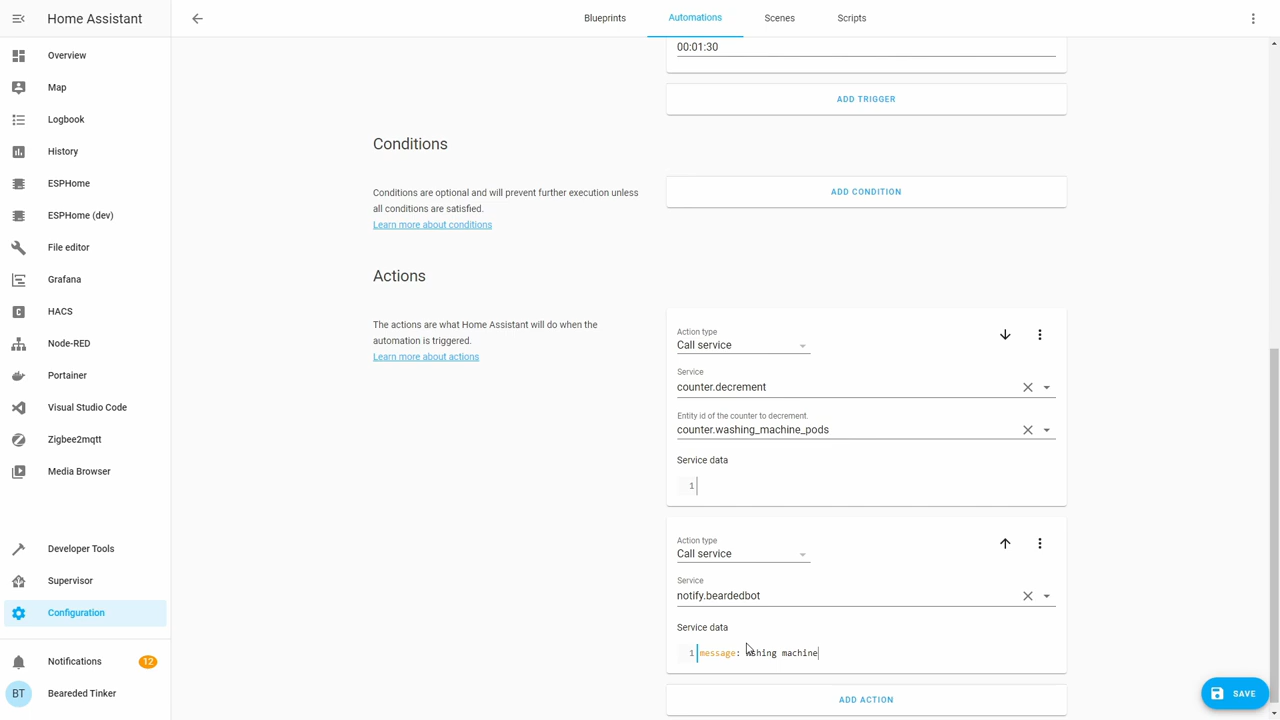 Home Assistant
Blueprints
Automations
Scenes
Scripts
Overview
Map
Logbook
History
ESPHome
ESPHome (dev)
File editor
Grafana
HACS
Node-RED
Portainer
Visual Studio Code
Zigbee2mqtt
Media Browser
Developer Tools
Supervisor
Configuration
Notifications
12
BT
Beareded Tinker
00:01:30
ADD TRIGGER
Conditions
Conditions are optional and will prevent further execution unless
all conditions are satisfied.
Learn more about conditions
ADD CONDITION
Actions
The actions are what Home Assistant will do when the
automation is triggered.
Learn more about actions
Action type
Call service
Service
counter.decrement
Entity id of the counter to decrement.
counter.washing_machine_pods
Service data
1
Action type
Call service
Service
notify.beardedbot
Service data
1 message: machine
ADD ACTION
SAVE